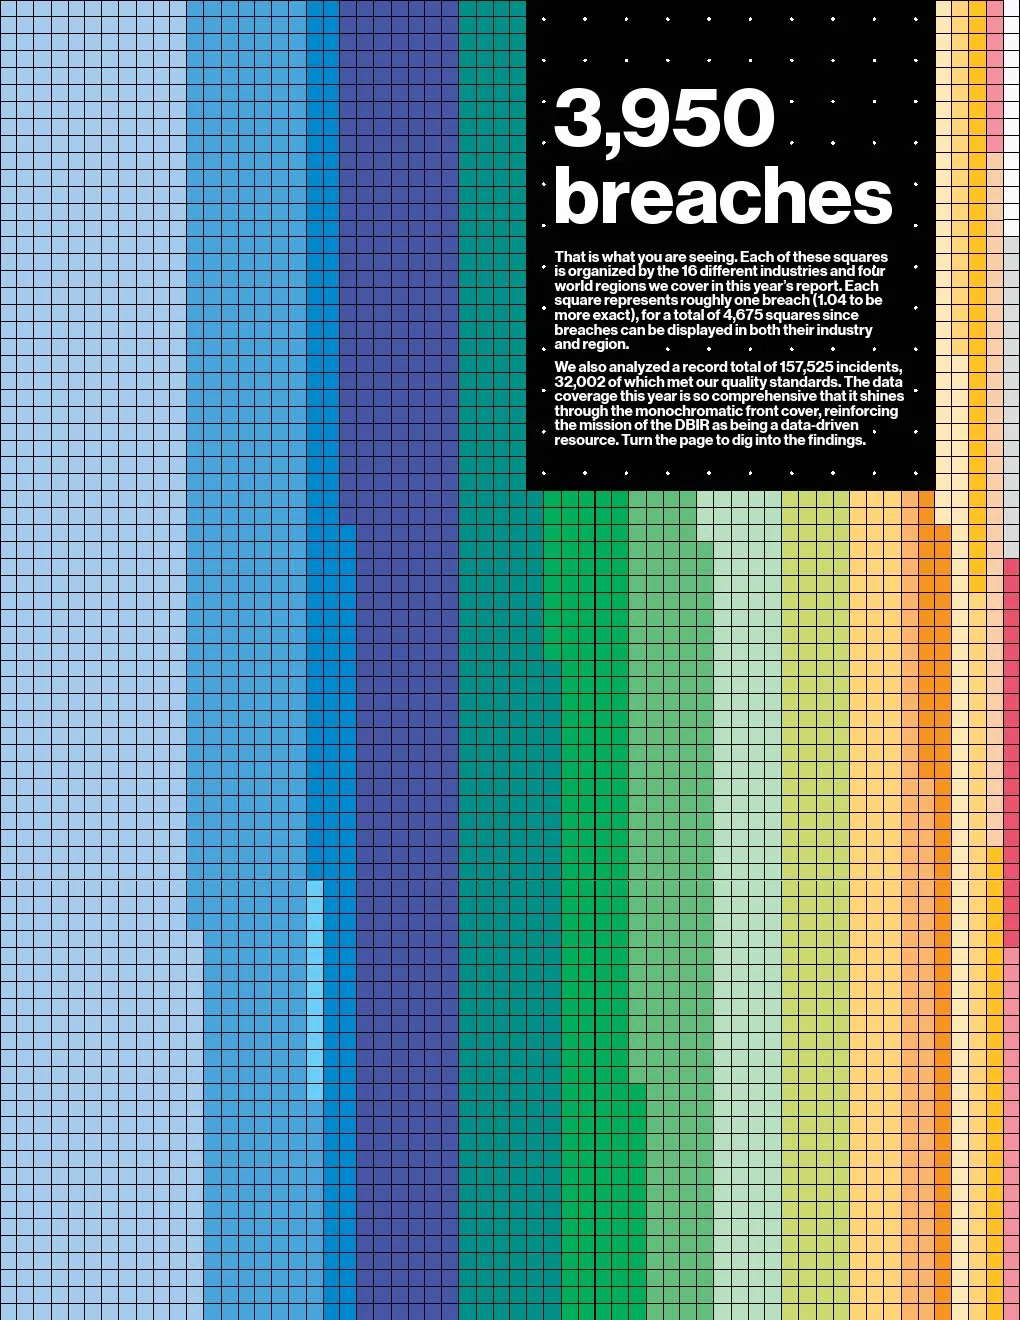 3,950
breaches
That is what you are seeing. Each of these squares
is organized by the 16 different industries and four
world regions we cover in this year’s report. Each
square represents roughly one breach (1.04 to be
more exact), for a total of 4,675 squares since
breaches can be displayed in both their industry
and region.
We also analyzed a record total of 157,525 incidents,
32,002 of which met our quality standards. The data
coverage this year is so comprehensive that it shines
through the monochromatic front cover, reinforcing
the mission of the DBIR as being a data-driven
resource. Turn the page to dig into the findings.